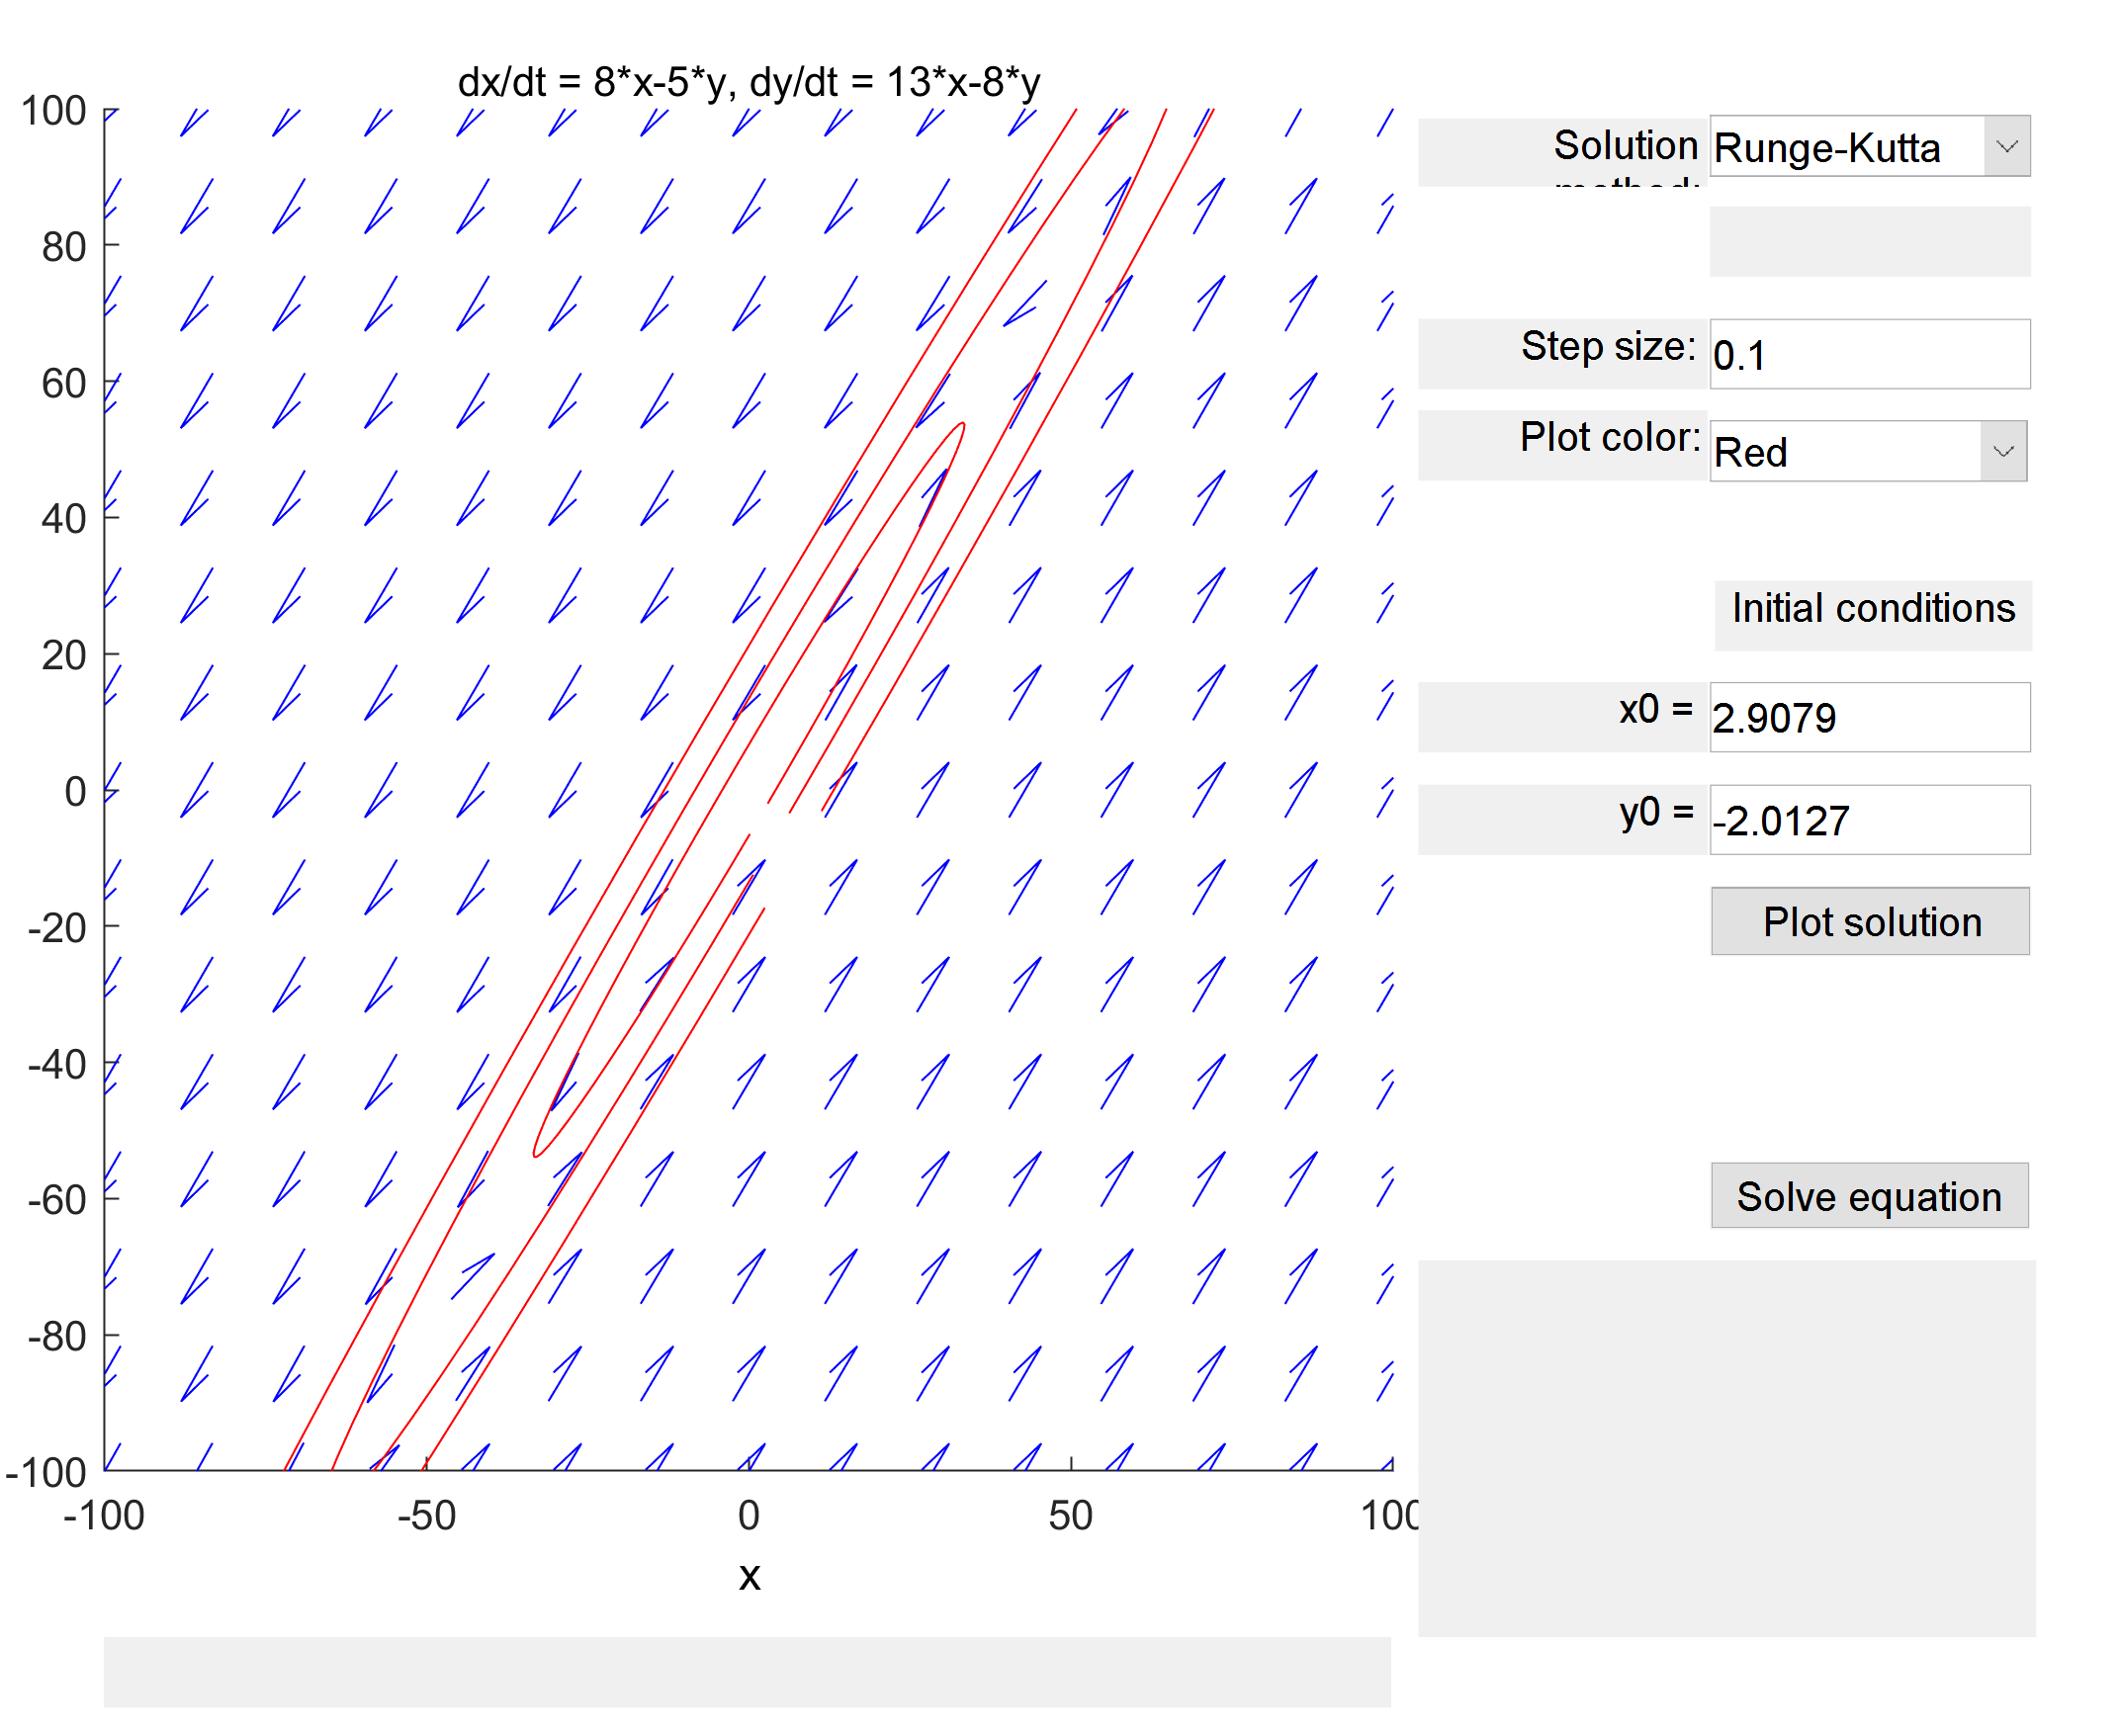 dx/dt = 8*x-5*y, dy/dt = 13*x-8*y
100
80
60
40
20
0
-20
-40
-60
-80
-100
-100 -50 0 50 100
x
Solution
method:
Runge-Kutta
Step size:
0.1
Plot color:
Red
Initial conditions
x0 =
2.9079
y0 =
-2.0127
Plot solution
Solve equation